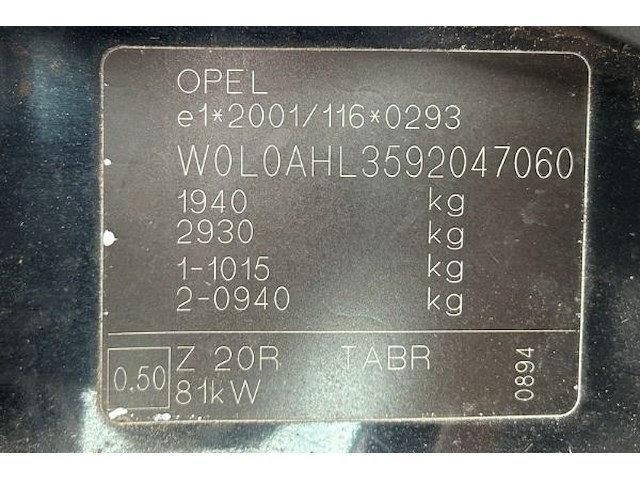 OPEL
e1*2001/116*0293
W0L0AHL3592047060
1940 kg
2930 kg
1-1015 kg
2-0940 kg
0.50
Z 20R TABR
81kW
0894